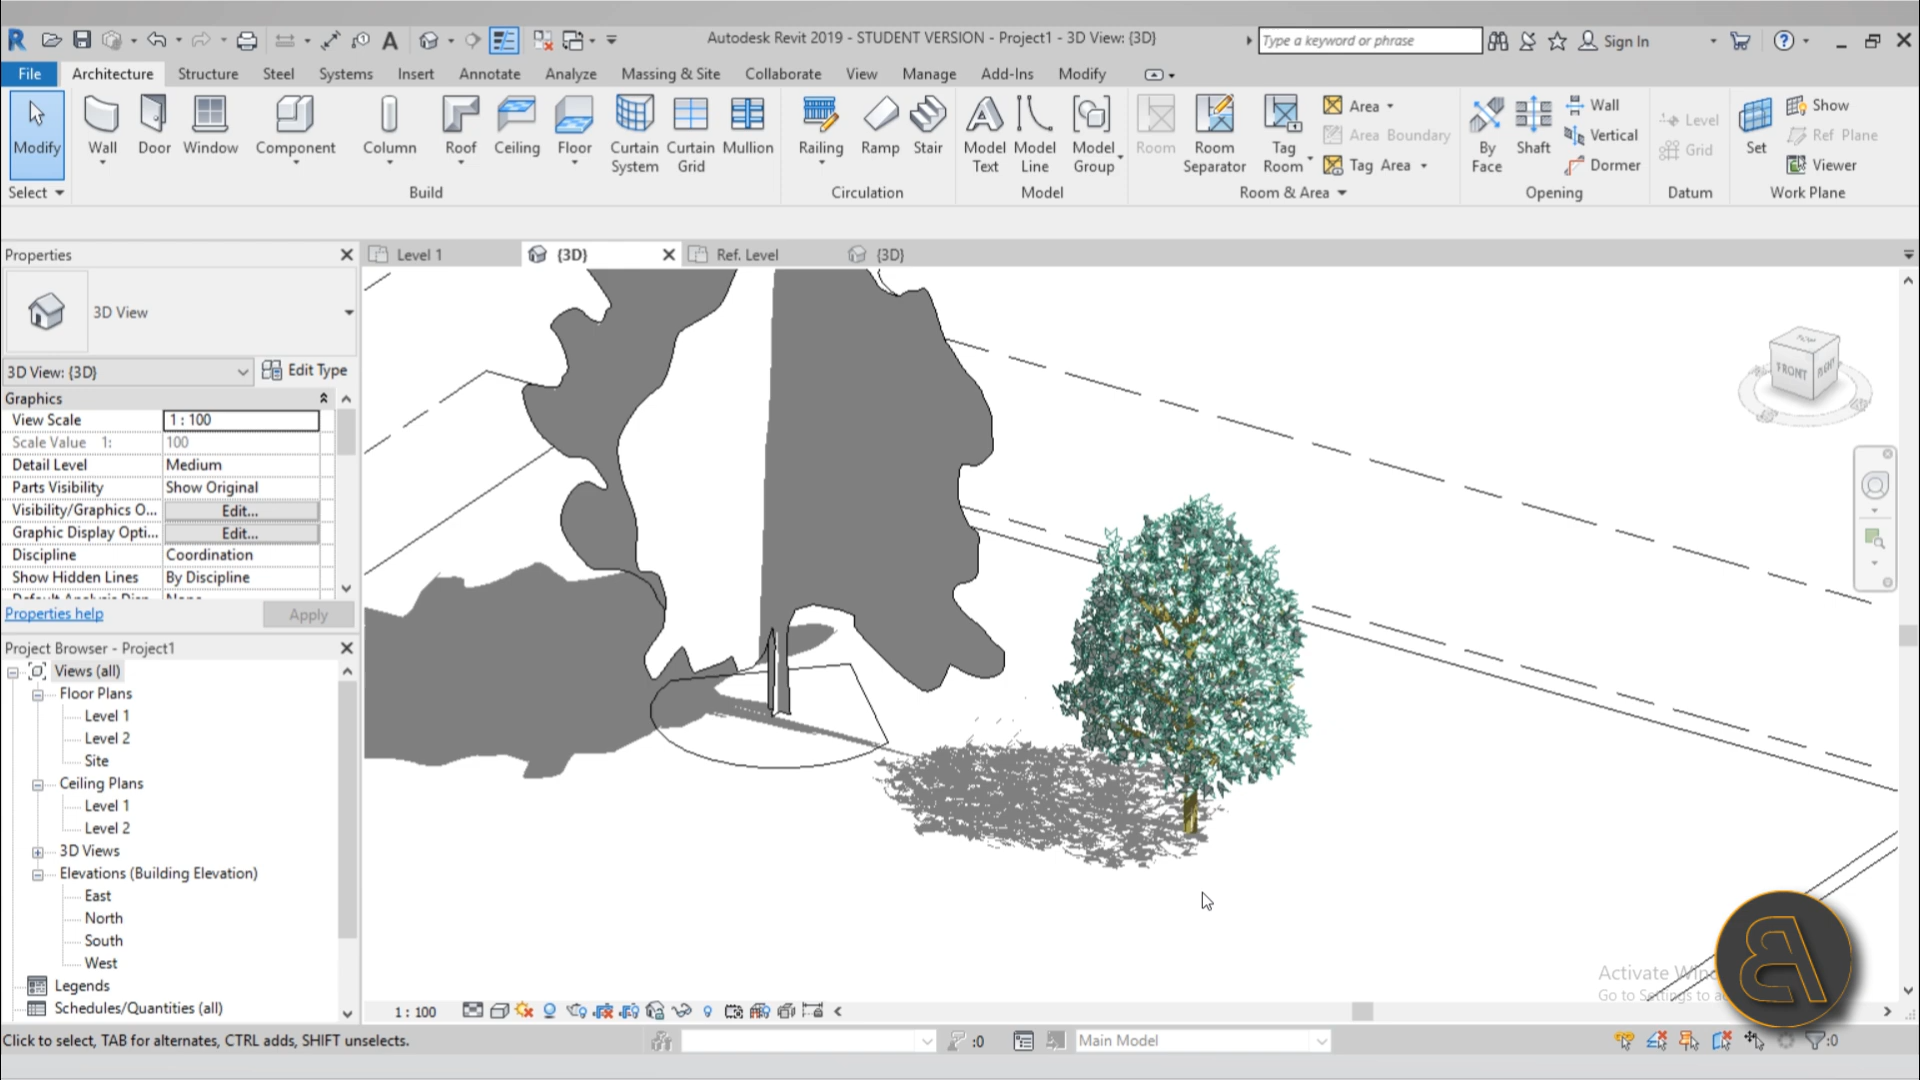 Autodesk Revit 2019 - STUDENT VERSION - Project1 - 3D View: {3D}
Type a keyword or phrase
Sign In
File Architecture Structure Steel Systems Insert Annotate Analyze Massing & Site Collaborate View Manage Add-Ins Modify
Modify
Wall
Door
Window
Component
Column
Roof
Ceiling
Floor
Curtain System
Curtain Grid
Mullion
Railing
Ramp
Stair
Model Text
Model Line
Model Group
Room
Room Separator
Tag Room
Area
Area Boundary
Tag Area
By Face
Shaft
Wall
Vertical
Dormer
Level
Grid
Set
Show
Ref Plane
Viewer
Select
Build
Circulation
Model
Room & Area
Opening
Datum
Work Plane
Properties
Level 1
{3D}
Ref. Level
{3D}
3D View
3D View: {3D}
Edit Type
Graphics
View Scale 1 : 100
Scale Value 1: 100
Detail Level Medium
Parts Visibility Show Original
Visibility/Graphics O... Edit...
Graphic Display Opti... Edit...
Discipline Coordination
Show Hidden Lines By Discipline
Properties help
Apply
Project Browser - Project1
Views (all)
Floor Plans
Level 1
Level 2
Site
Ceiling Plans
Level 1
Level 2
3D Views
Elevations (Building Elevation)
East
North
South
West
Legends
Schedules/Quantities (all)
FRONT
1 : 100
Activate
Go to Settings to
Click to select, TAB for alternates, CTRL adds, SHIFT unselects.
:0
Main Model
:0